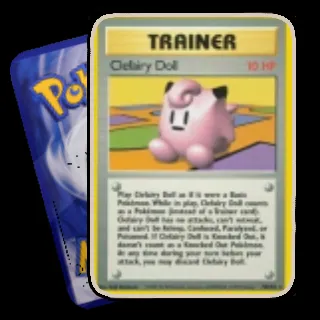 TRAINER
Clefairy Doll 10 HP
Play Clefairy Doll as if it were a Basic
Pokémon. While in play, Clefairy Doll counts
as a Pokémon (instead of a Trainer card).
Clefairy Doll has no attacks, can't retreat,
and can't be Asleep, Confused, Paralyzed, or
Poisoned. If Clefairy Doll is Knocked Out, it
doesn't count as a Knocked Out Pokémon.
At any time during your turn before your
attack, you may discard Clefairy Doll.
Po